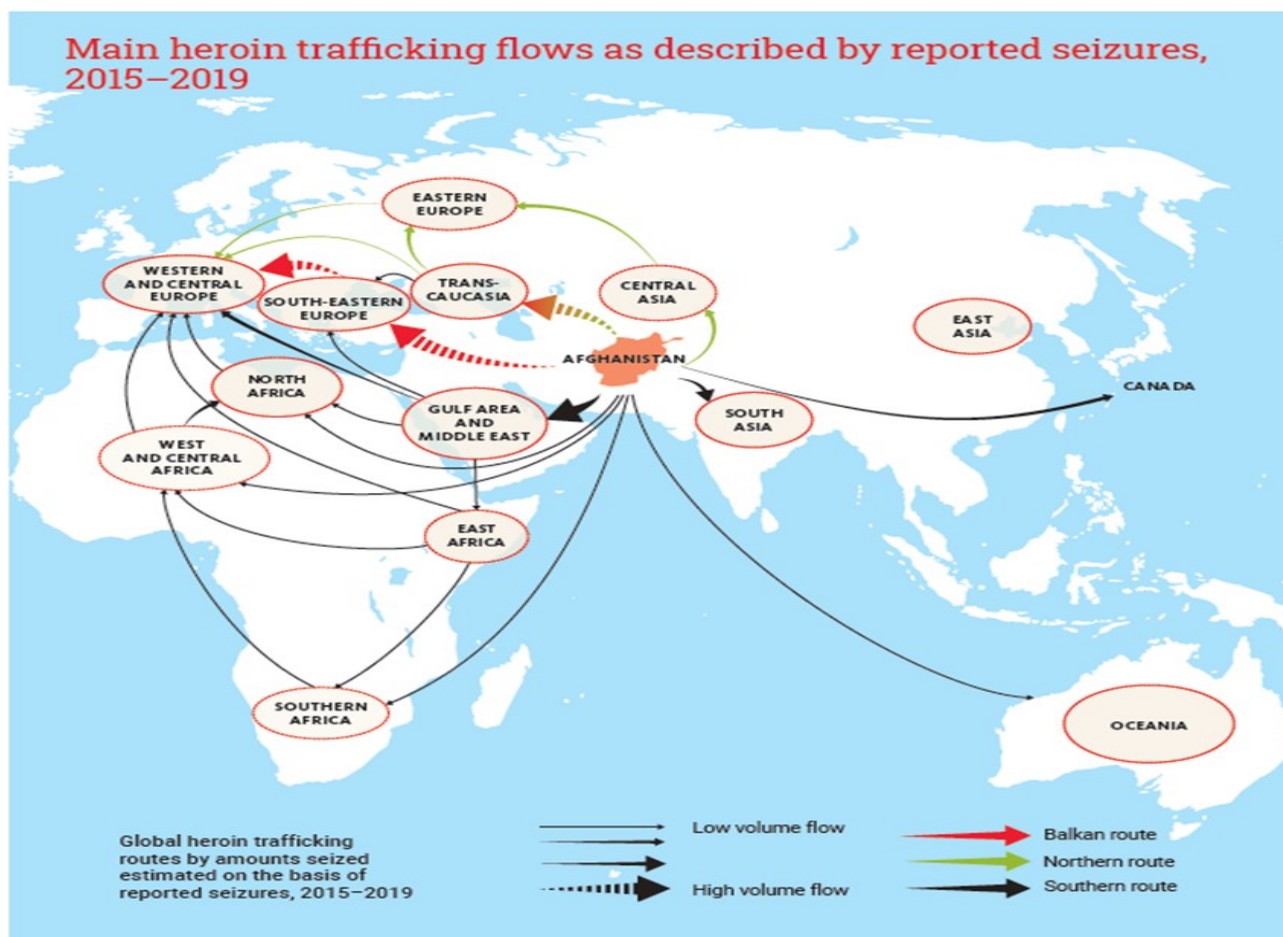 Main heroin trafficking flows as described by reported seizures,
2015–2019
EASTERN
EUROPE
WESTERN
AND CENTRAL
EUROPE
SOUTH-EASTERN
EUROPE
TRANS-
CAUCASIA
CENTRAL
ASIA
EAST
ASIA
AFGHANISTAN
NORTH
AFRICA
GULF AREA
AND
MIDDLE EAST
SOUTH
ASIA
CANADA
WEST
AND CENTRAL
AFRICA
EAST
AFRICA
SOUTHERN
AFRICA
OCEANIA
Global heroin trafficking
routes by amounts seized
estimated on the basis of
reported seizures, 2015–2019
Low volume flow
High volume flow
Balkan route
Northern route
Southern route